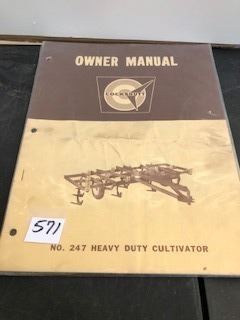 OWNER MANUAL
COCKSHUTT
571
NO. 247 HEAVY DUTY CULTIVATOR